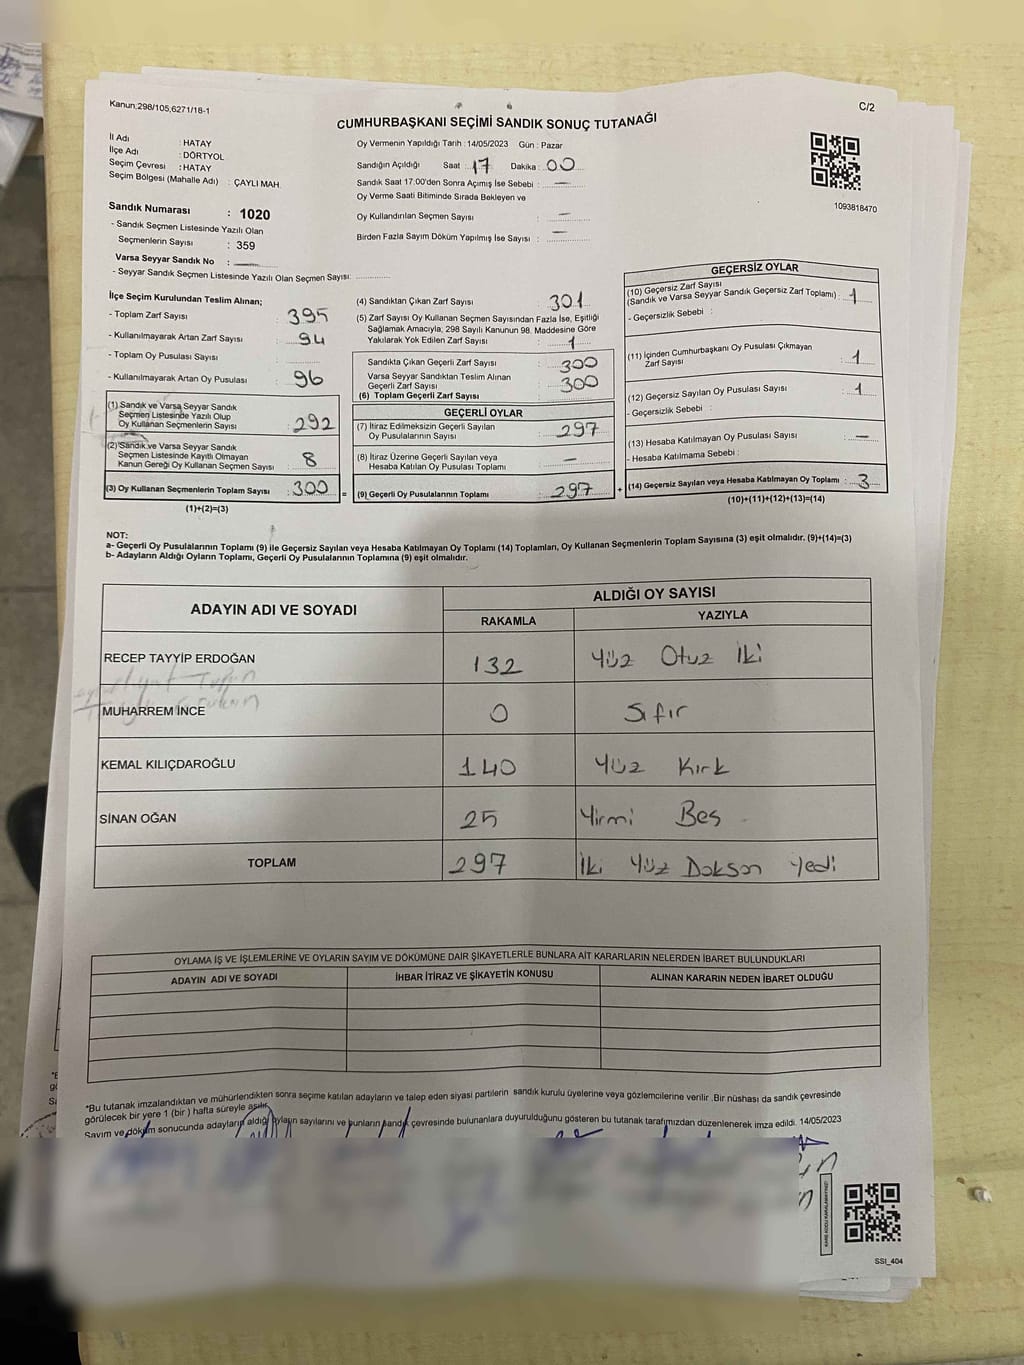 Kanun:298/105,6271/18-1
C/2
CUMHURBAŞKANI SEÇİMİ SANDIK SONUÇ TUTANAĞI
İl Adı : HATAY
İlçe Adı : DÖRTYOL
Seçim Çevresi : HATAY
Seçim Bölgesi (Mahalle Adı) : ÇAYLI MAH.
Sandık Numarası : 1020
- Sandık Seçmen Listesinde Yazılı Olan
Seçmenlerin Sayısı : 359
Varsa Seyyar Sandık No : —
- Seyyar Sandık Seçmen Listesinde Yazılı Olan Seçmen Sayısı: ............
Oy Vermenin Yapıldığı Tarih : 14/05/2023 Gün : Pazar
Sandığın Açıldığı Saat : 17 Dakika : 00
Sandık Saat 17:00'den Sonra Açımış İse Sebebi : —
Oy Verme Saati Bitiminde Sırada Bekleyen ve
Oy Kullandırılan Seçmen Sayısı : —
Birden Fazla Sayım Döküm Yapılmış İse Sayısı : —
1093818470
İlçe Seçim Kurulundan Teslim Alınan;
- Toplam Zarf Sayısı : 395
- Kullanılmayarak Artan Zarf Sayısı : 94
- Toplam Oy Pusulası Sayısı : ............
- Kullanılmayarak Artan Oy Pusulası : 96
(1) Sandık ve Varsa Seyyar Sandık
Seçmen Listesinde Yazılı Olup
Oy Kullanan Seçmenlerin Sayısı : 292
(2) Sandık ve Varsa Seyyar Sandık
Seçmen Listesinde Kayıtlı Olmayan
Kanun Gereği Oy Kullanan Seçmen Sayısı : 8
(3) Oy Kullanan Seçmenlerin Toplam Sayısı : 300 =
(1)+(2)=(3)
(4) Sandıktan Çıkan Zarf Sayısı : 301
(5) Zarf Sayısı Oy Kullanan Seçmen Sayısından Fazla İse, Eşitliği
Sağlamak Amacıyla, 298 Sayılı Kanunun 98. Maddesine Göre
Yakılarak Yok Edilen Zarf Sayısı : 1
Sandıkta Çıkan Geçerli Zarf Sayısı : 300
Varsa Seyyar Sandıktan Teslim Alınan
Geçerli Zarf Sayısı : 300
(6) Toplam Geçerli Zarf Sayısı
GEÇERLİ OYLAR
(7) İtiraz Edilmeksizin Geçerli Sayılan
Oy Pusulalarının Sayısı : 297
(8) İtiraz Üzerine Geçerli Sayılan veya
Hesaba Katılan Oy Pusulası Toplamı : —
(9) Geçerli Oy Pusulalarının Toplamı : 297 +
GEÇERSİZ OYLAR
(10) Geçersiz Zarf Sayısı
(Sandık ve Varsa Seyyar Sandık Geçersiz Zarf Toplamı) : 1
- Geçersizlik Sebebi :
(11) İçinden Cumhurbaşkanı Oy Pusulası Çıkmayan
Zarf Sayısı : 1
(12) Geçersiz Sayılan Oy Pusulası Sayısı : 1
- Geçersizlik Sebebi :
(13) Hesaba Katılmayan Oy Pusulası Sayısı : —
- Hesaba Katılmama Sebebi :
(14) Geçersiz Sayılan veya Hesaba Katılmayan Oy Toplamı : 3
(10)+(11)+(12)+(13)=(14)
NOT:
a- Geçerli Oy Pusulalarının Toplamı (9) ile Geçersiz Sayılan veya Hesaba Katılmayan Oy Toplamı (14) Toplamları, Oy Kullanan Seçmenlerin Toplam Sayısına (3) eşit olmalıdır. (9)+(14)=(3)
b- Adayların Aldığı Oyların Toplamı, Geçerli Oy Pusulalarının Toplamına (9) eşit olmalıdır.
ADAYIN ADI VE SOYADI
ALDIĞI OY SAYISI
RAKAMLA YAZIYLA
RECEP TAYYİP ERDOĞAN 132 Yüz Otuz İki
MUHARREM İNCE 0 Sıfır
KEMAL KILIÇDAROĞLU 140 Yüz Kırk
SİNAN OĞAN 25 Yirmi Beş
TOPLAM 297 İki Yüz Dokson Yedi
OYLAMA İŞ VE İŞLEMLERİNE VE OYLARIN SAYIM VE DÖKÜMÜNE DAİR ŞİKAYETLERLE BUNLARA AİT KARARLARIN NELERDEN İBARET BULUNDUKLARI
ADAYIN ADI VE SOYADI İHBAR İTİRAZ VE ŞİKAYETİN KONUSU ALINAN KARARIN NEDEN İBARET OLDUĞU
*Bu tutanak imzalandıktan ve mühürlendikten sonra seçime katılan adayların ve talep eden siyasi partilerin sandık kurulu üyelerine veya gözlemcilerine verilir .Bir nüshası da sandık çevresinde
görülecek bir yere 1 (bir ) hafta süreyle asılır.
Sayım ve döküm sonucunda adayların aldığı oyların sayılarını ve bunların sandık çevresinde bulunanlara duyurulduğunu gösteren bu tutanak tarafımızdan düzenlenerek imza edildi. 14/05/2023
SSI_404